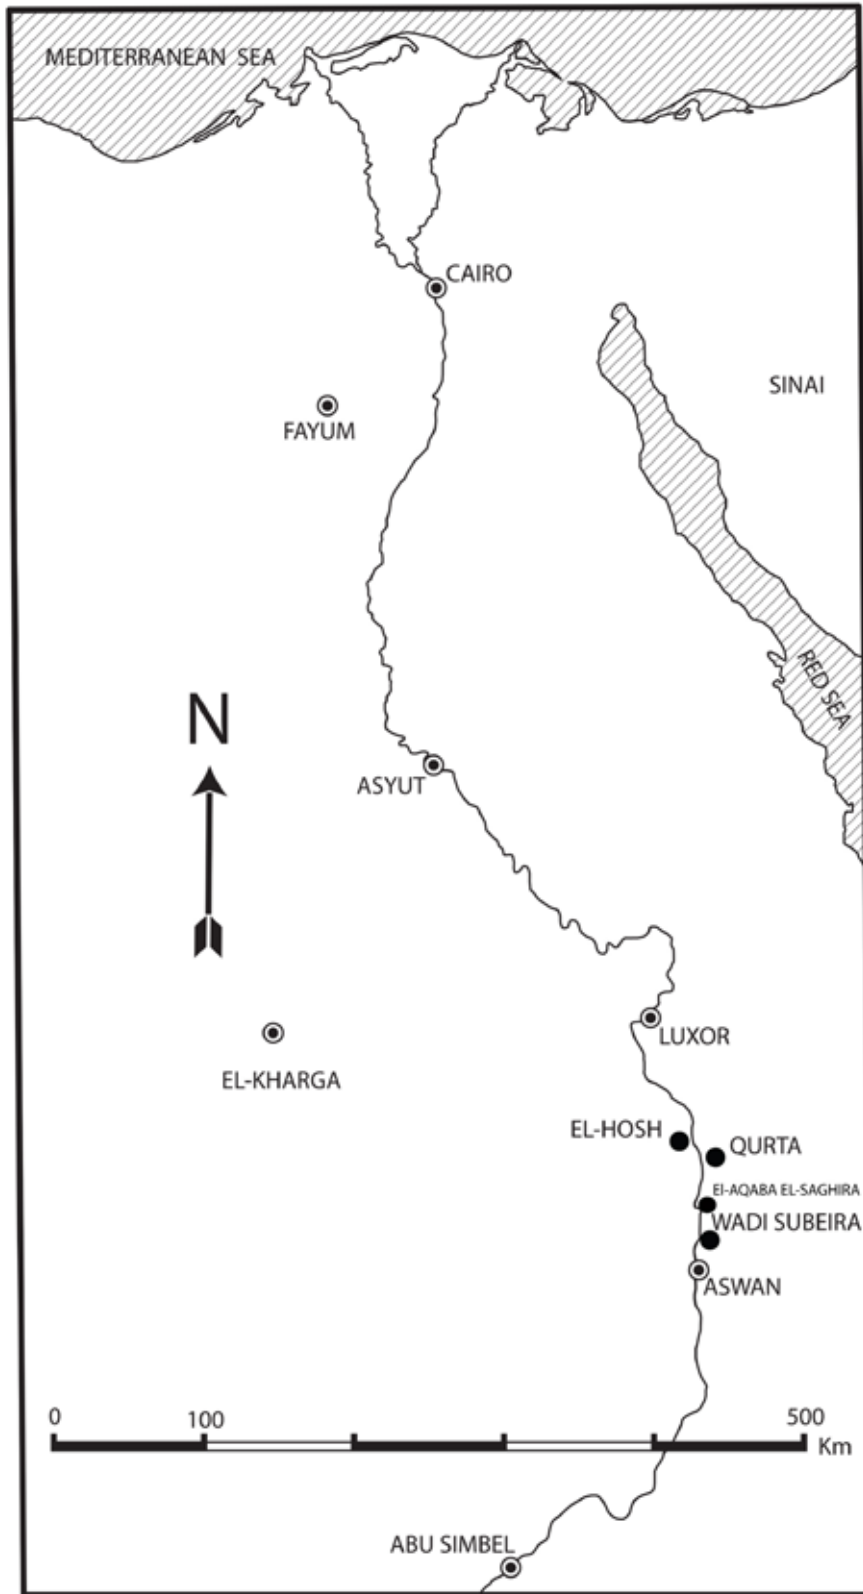 MEDITERRANEAN SEA
CAIRO
SINAI
FAYUM
RED SEA
N
ASYUT
LUXOR
EL-KHARGA
EL-HOSH
QURTA
El-AQABA EL-SAGHIRA
WADI SUBEIRA
ASWAN
0 100 500
Km
ABU SIMBEL